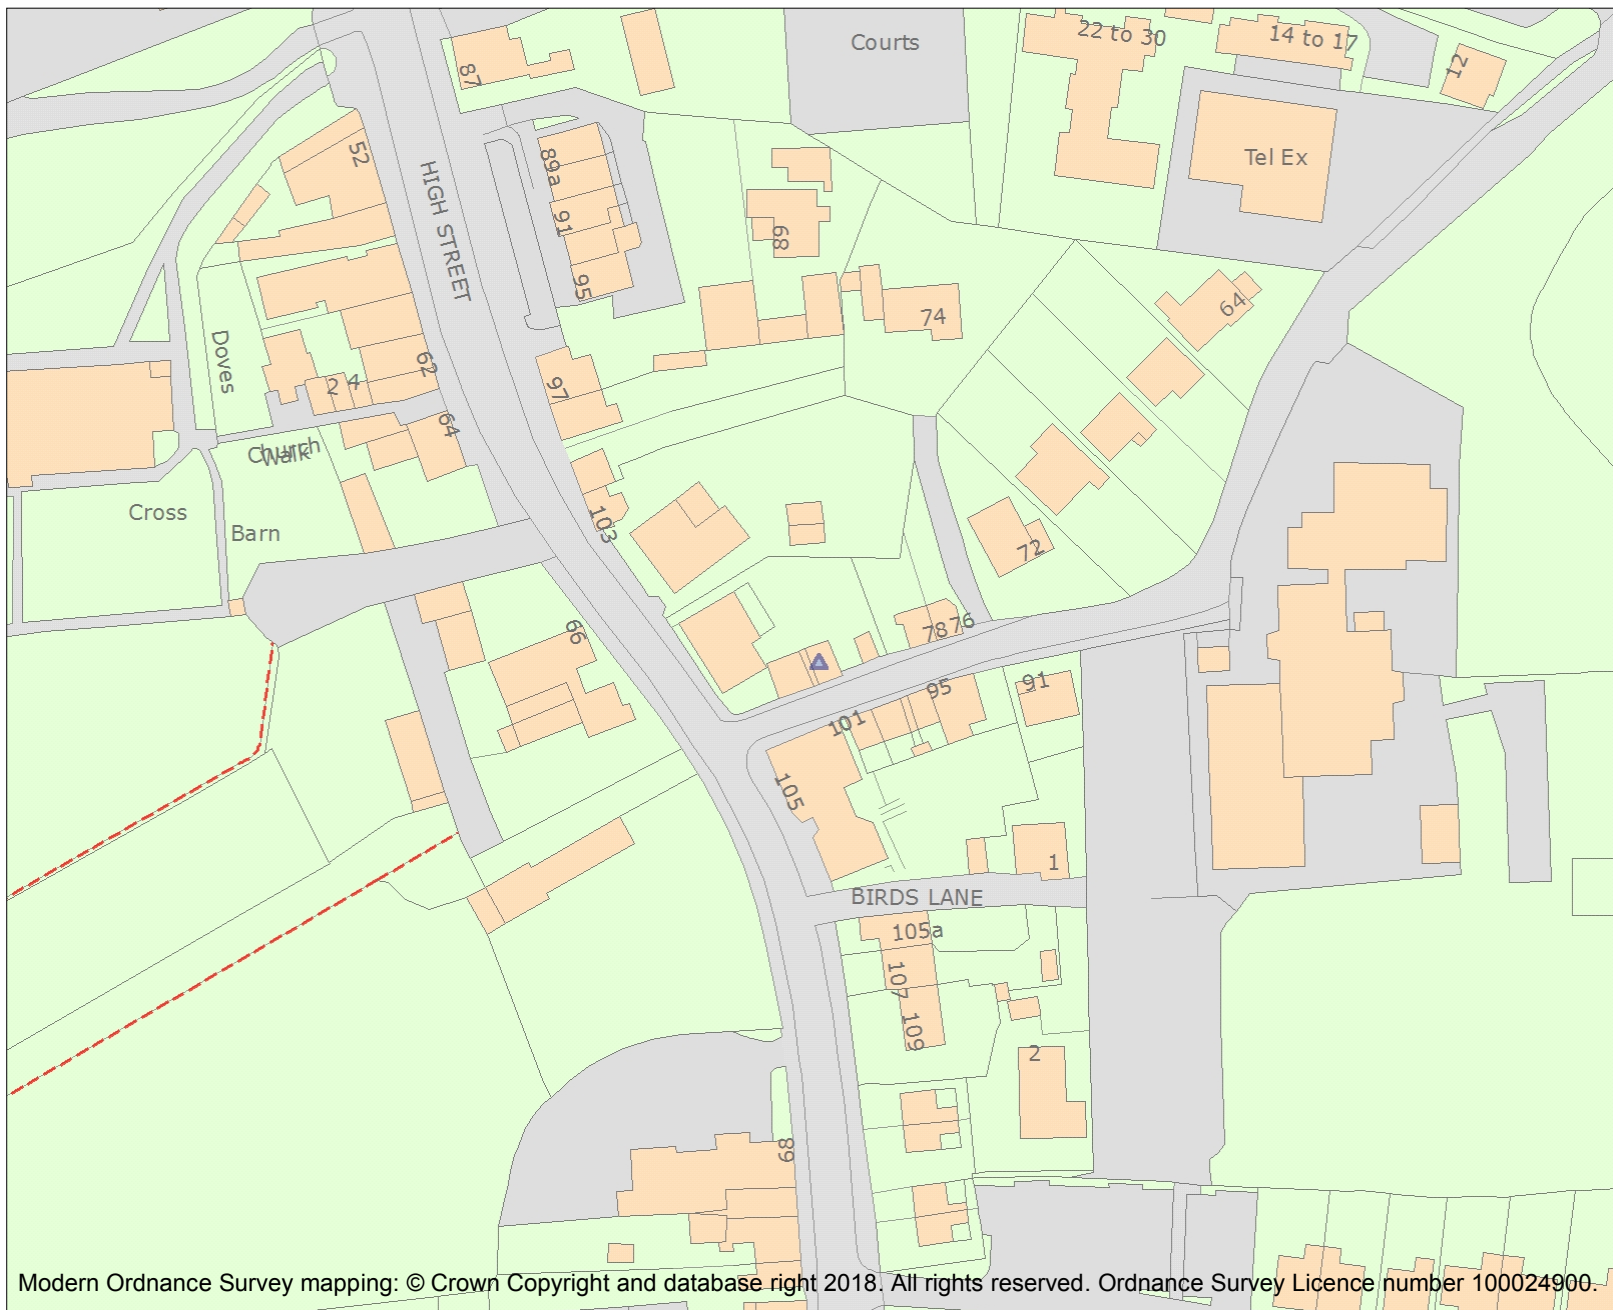 Courts
22 to 30
14 to 17
12
87
Tel Ex
52
HIGH STREET
89a
91
95
68
74
64
Doves
62
2 4
97
64
Church
Walk
Cross
Barn
103
72
66
78 76
95
91
101
105
1
BIRDS LANE
105a
107
109
2
68
Modern Ordnance Survey mapping: © Crown Copyright and database right 2018. All rights reserved. Ordnance Survey Licence number 100024900.